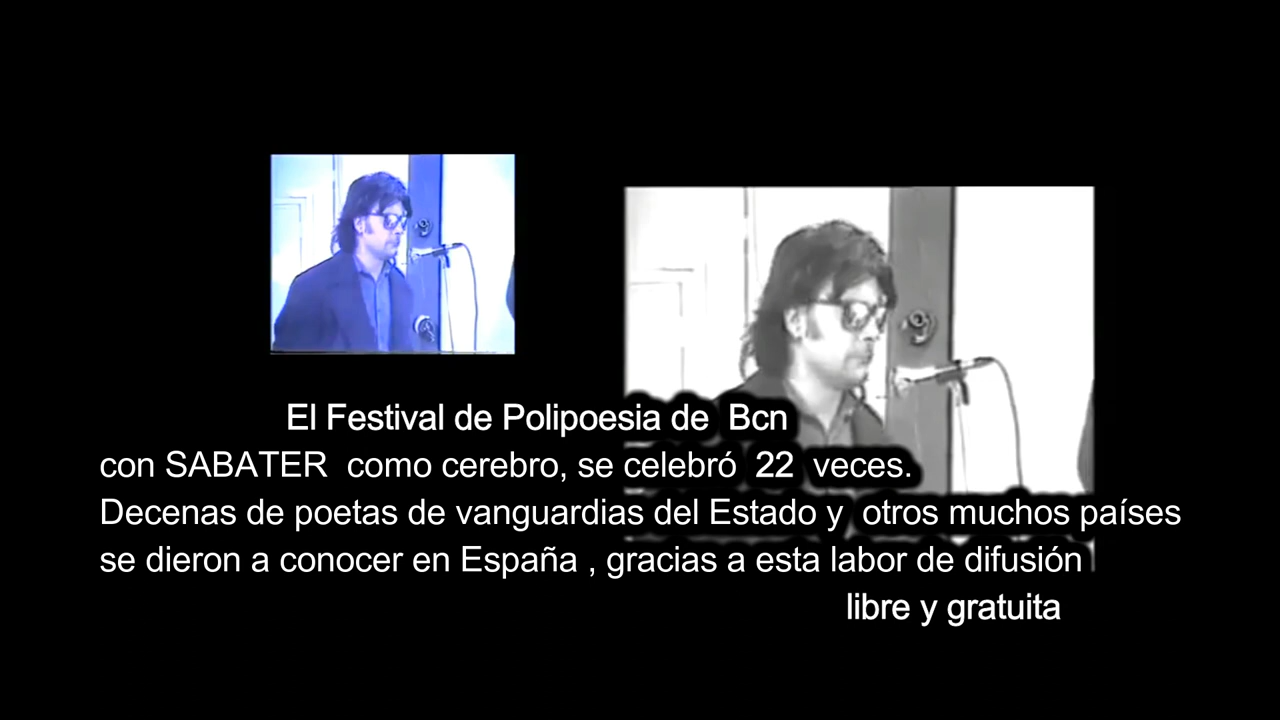 El Festival de Polipoesia de Bcn
con SABATER como cerebro, se celebró 22 veces.
Decenas de poetas de vanguardias del Estado y otros muchos países
se dieron a conocer en España , gracias a esta labor de difusión
libre y gratuita